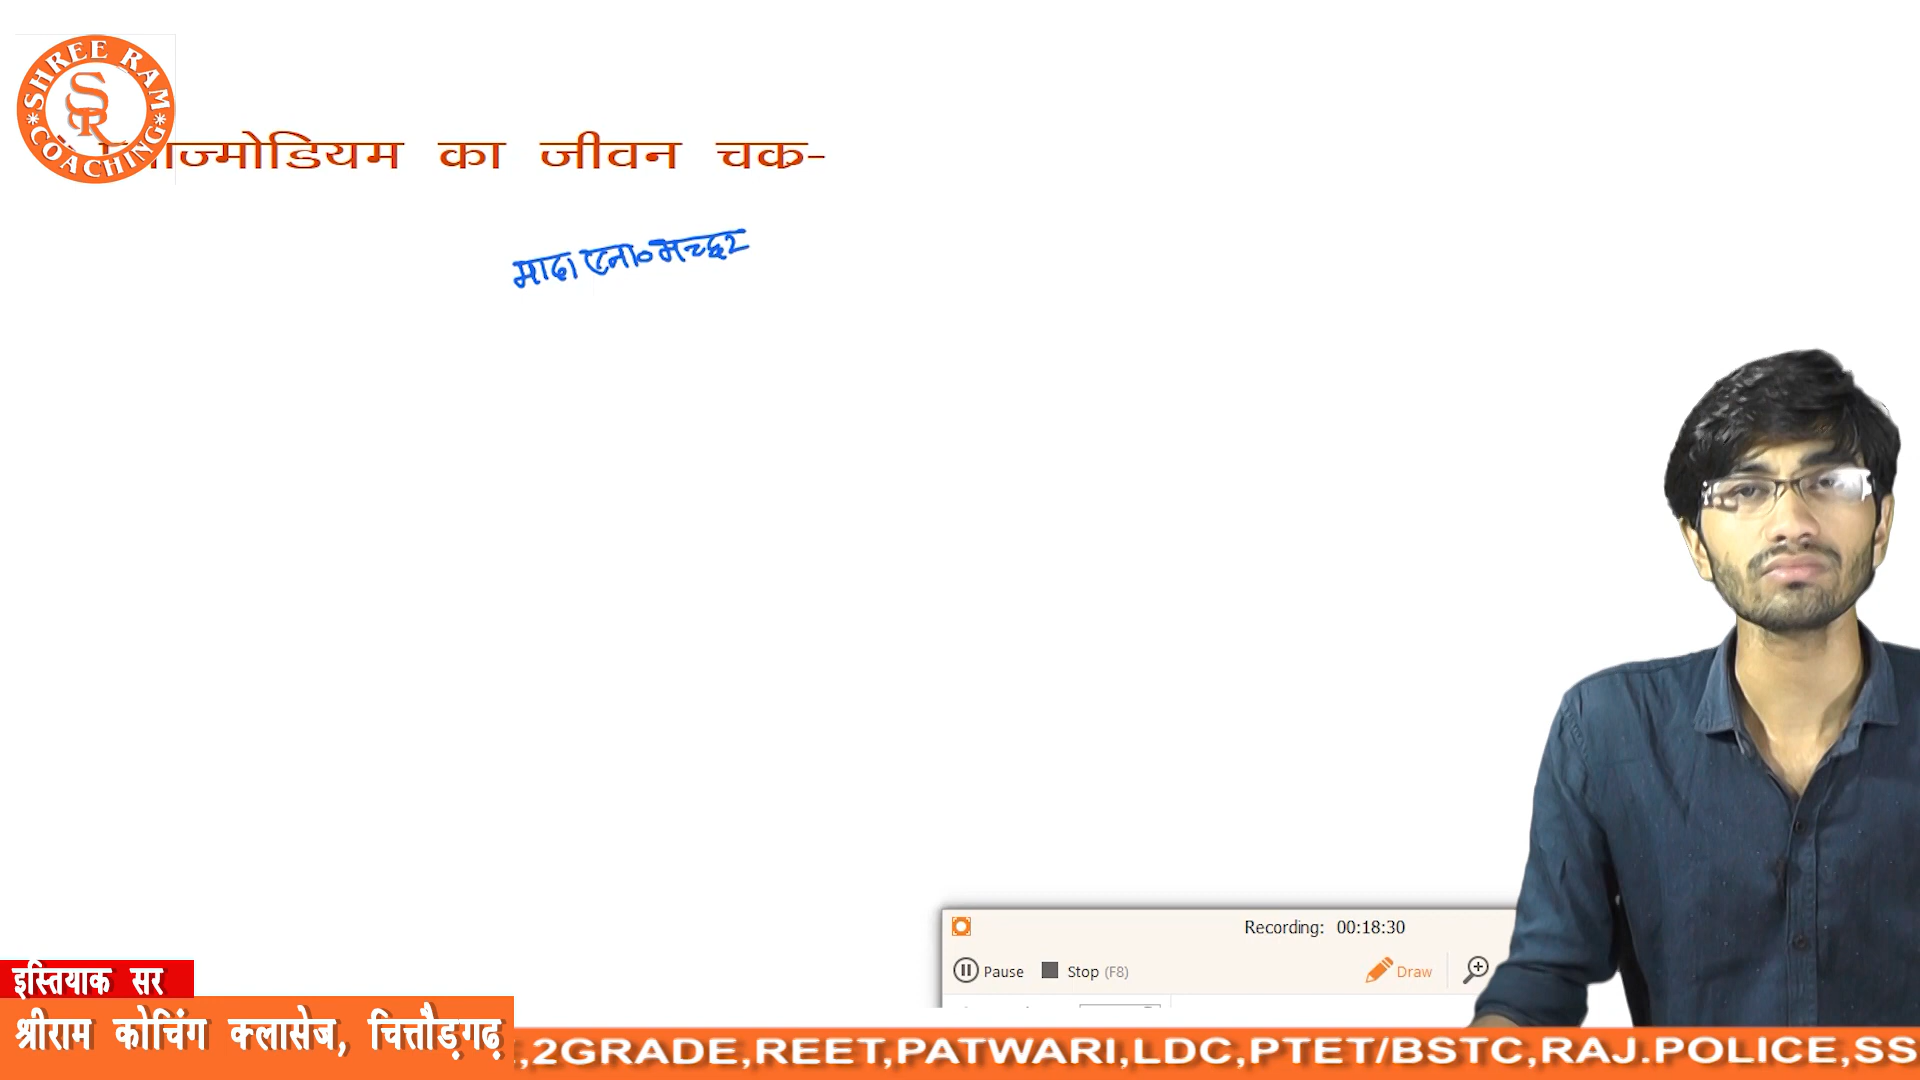 SHREE RAM
COACHING
SR
प्लाज्मोडियम का जीवन चक्र-
मादा एना० मच्छर
Recording: 00:18:30
Pause
Stop (F8)
Draw
इस्तियाक सर
श्रीराम कोचिंग क्लासेज, चित्तौड़गढ़
,2GRADE,REET,PATWARI,LDC,PTET/BSTC,RAJ.POLICE,SS